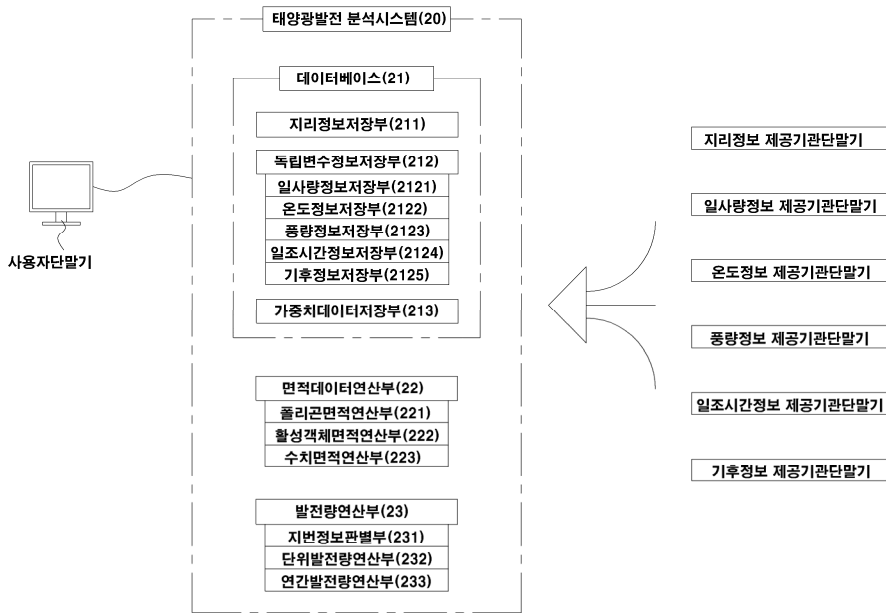 태양광발전 분석시스템(20)
데이터베이스(21)
지리정보저장부(211)
독립변수정보저장부(212)
일사량정보저장부(2121)
온도정보저장부(2122)
풍량정보저장부(2123)
일조시간정보저장부(2124)
기후정보저장부(2125)
가중치데이터저장부(213)
면적데이터연산부(22)
폴리곤면적연산부(221)
활성객체면적연산부(222)
수치면적연산부(223)
발전량연산부(23)
지번정보판별부(231)
단위발전량연산부(232)
연간발전량연산부(233)
사용자단말기
지리정보 제공기관단말기
일사량정보 제공기관단말기
온도정보 제공기관단말기
풍량정보 제공기관단말기
일조시간정보 제공기관단말기
기후정보 제공기관단말기